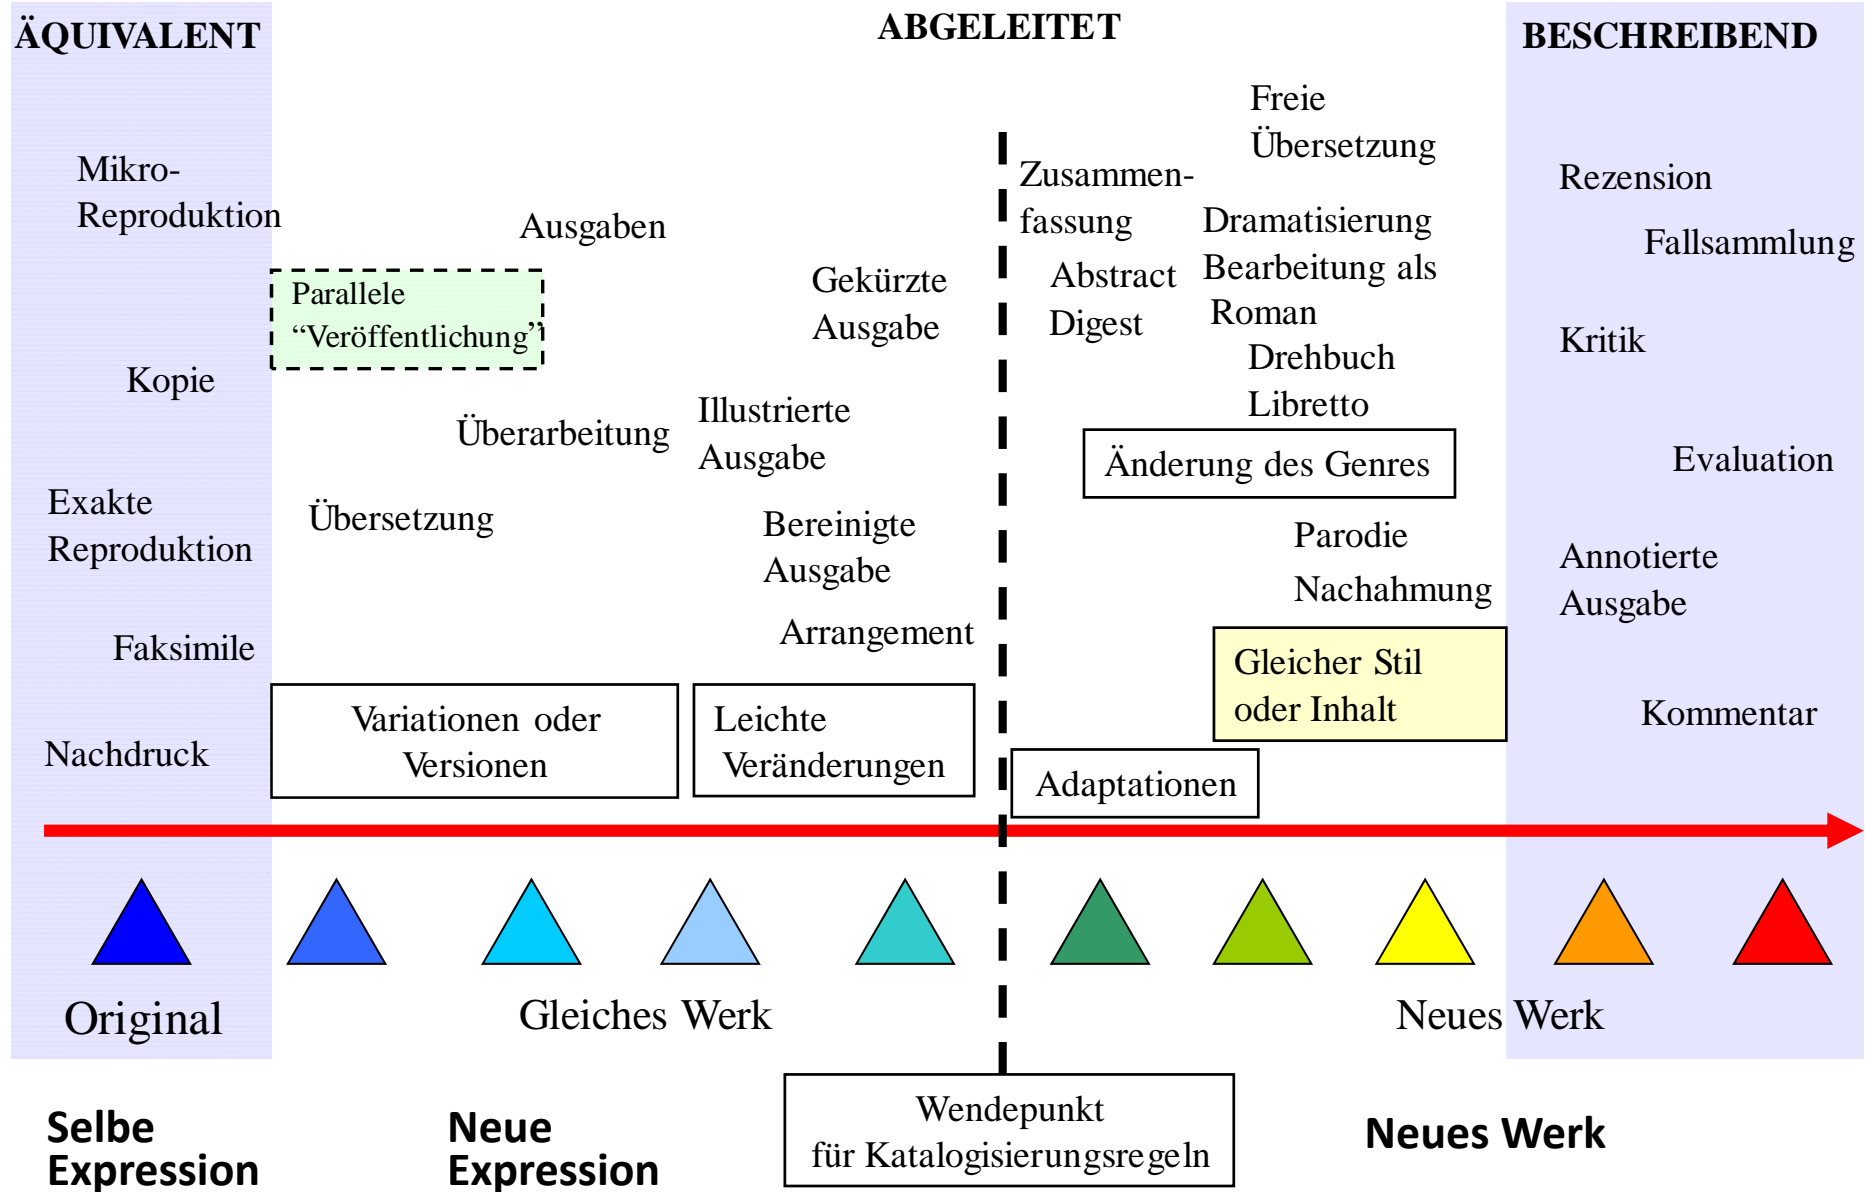 ÄQUIVALENT
ABGELEITET
BESCHREIBEND
Mikro-
Reproduktion
Kopie
Exakte
Reproduktion
Faksimile
Nachdruck
Parallele
“Veröffentlichung”
Ausgaben
Überarbeitung
Übersetzung
Variationen oder
Versionen
Gekürzte
Ausgabe
Illustrierte
Ausgabe
Bereinigte
Ausgabe
Arrangement
Leichte
Veränderungen
Zusammen-
fassung
Abstract
Digest
Freie
Übersetzung
Dramatisierung
Bearbeitung als
Roman
Drehbuch
Libretto
Änderung des Genres
Parodie
Nachahmung
Gleicher Stil
oder Inhalt
Adaptationen
Rezension
Fallsammlung
Kritik
Evaluation
Annotierte
Ausgabe
Kommentar
Original
Gleiches Werk
Neues Werk
Selbe
Expression
Neue
Expression
Wendepunkt
für Katalogisierungsregeln
Neues Werk